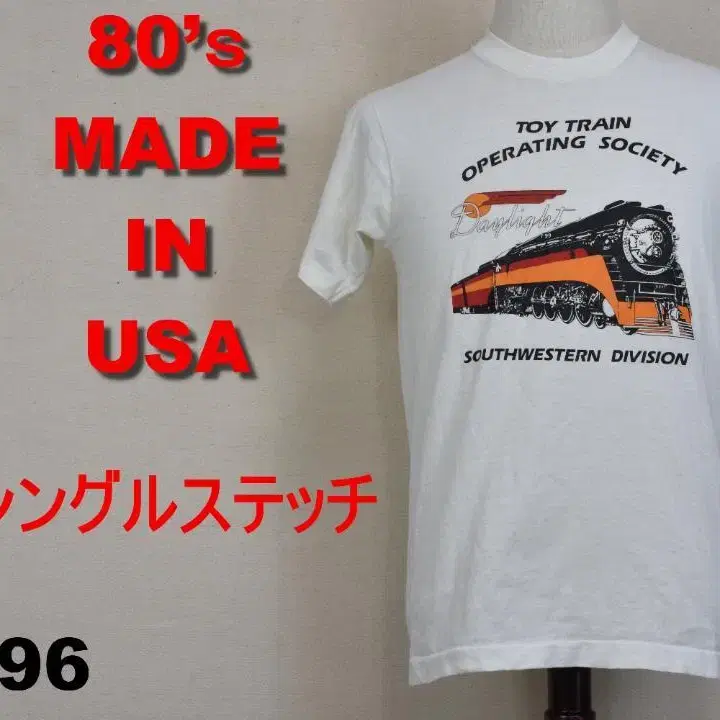 80's
MADE
IN
USA
シングルステッチ
96
TOY TRAIN
OPERATING SOCIETY
Daylight
SOUTHWESTERN DIVISION